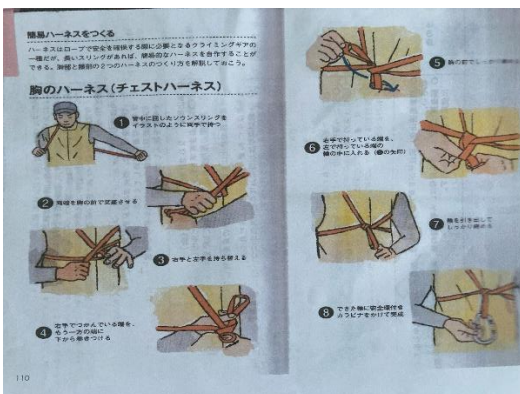 簡易ハーネスをつくる
ハーネスはロープで安全を確保する際に必要となるクライミングギアの
一種だが、長いスリングがあれば、簡易的なハーネスを自作することが
できる。胸部と腰部の2つのハーネスのつくり方を解説しておこう。
胸のハーネス(チェストハーネス)
1 背中に回したソウンスリングを
イラストのように両手で持つ
2 両端を胸の前で交差させる
3 右手と左手を持ち替える
4 右手でつかんでいる端を、
もう一方の端に
下から巻きつける
5
6 右手で持っている端を、
左で持っている端の
輪の中に入れる
7 輪を引き出して
しっかり締める
8 できた輪に安全環付き
カラビナをかけて完成
110